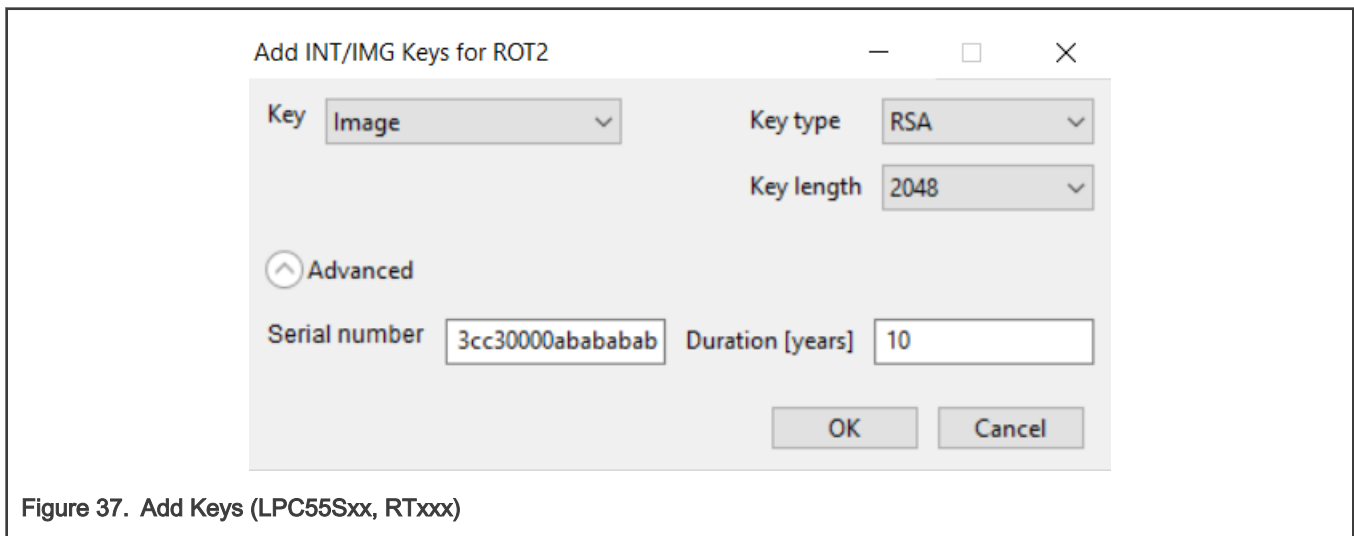 Add INT/IMG Keys for ROT2
Key Image Key type RSA
Key length 2048
Advanced
Serial number 3cc30000abababab Duration [years] 10
OK Cancel
Figure 37. Add Keys (LPC55Sxx, RTxxx)